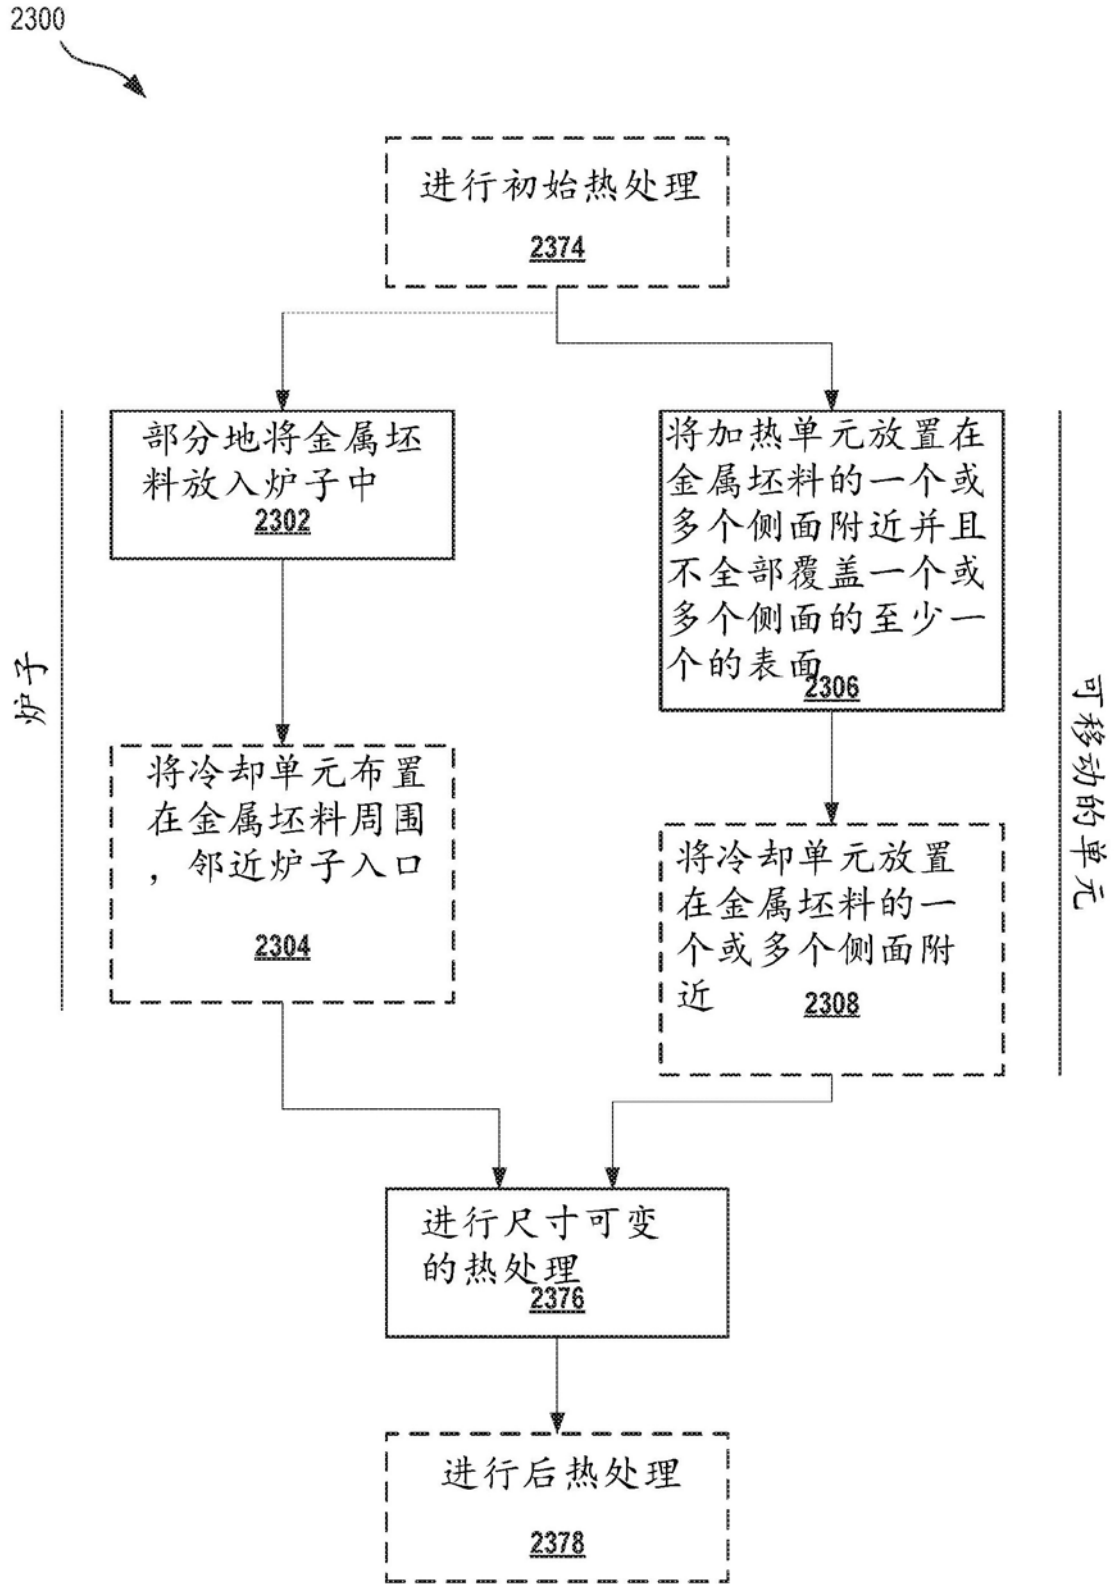 2300
进行初始热处理
2374
部分地将金属坯
料放入炉子中
2302
将加热单元放置在
金属坯料的一个或
多个侧面附近并且
不全部覆盖一个或
多个侧面的至少一
个的表面
2306
炉子
可移动的单元
将冷却单元布置
在金属坯料周围
，邻近炉子入口
2304
将冷却单元放置
在金属坯料的一
个或多个侧面附
近
2308
进行尺寸可变
的热处理
2376
进行后热处理
2378